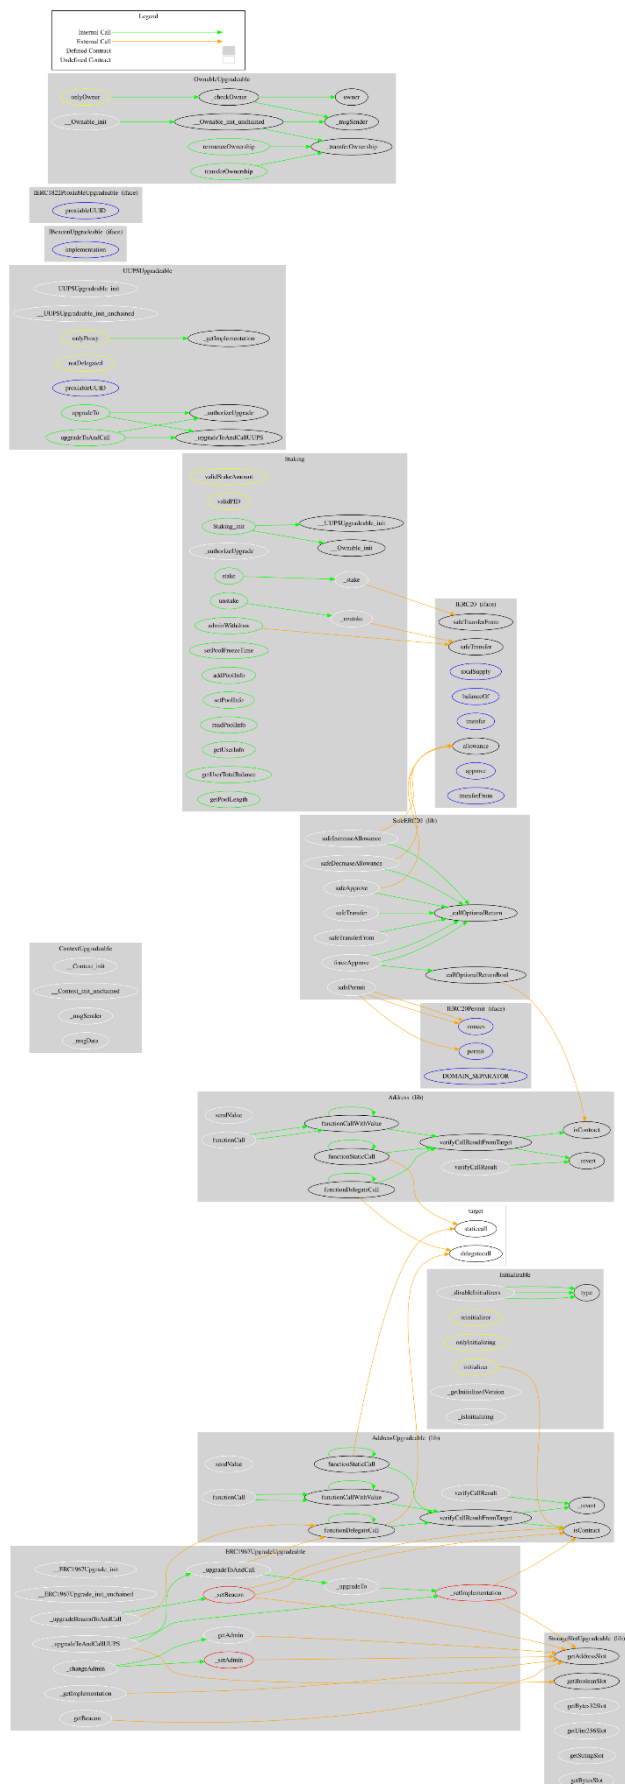 Legend
Internal Call
External Call
Defined Contract
Undefined Contract
OwnableUpgradeable
onlyOwner
_checkOwner
owner
__Ownable_init
__Ownable_init_unchained
_msgSender
renounceOwnership
_transferOwnership
transferOwnership
IERC1822ProxiableUpgradeable (iface)
proxiableUUID
IBeaconUpgradeable (iface)
implementation
UUPSUpgradeable
__UUPSUpgradeable_init
__UUPSUpgradeable_init_unchained
onlyProxy
_getImplementation
notDelegated
proxiableUUID
upgradeTo
_authorizeUpgrade
upgradeToAndCall
_upgradeToAndCallUUPS
Staking
validStakeAmount
validPID
Staking_init
__UUPSUpgradeable_init
_authorizeUpgrade
__Ownable_init
stake
_stake
unstake
_unstake
adminWithdraw
setPoolFreezeTime
addPoolInfo
setPoolInfo
readPoolInfo
getUserInfo
getUserTotalBalance
getPoolLength
IERC20 (iface)
safeTransferFrom
safeTransfer
totalSupply
balanceOf
transfer
allowance
approve
transferFrom
SafeERC20 (lib)
safeIncreaseAllowance
safeDecreaseAllowance
safeApprove
safeTransfer
_callOptionalReturn
safeTransferFrom
forceApprove
_callOptionalReturnBool
safePermit
ContextUpgradeable
__Context_init
__Context_init_unchained
_msgSender
_msgData
IERC20Permit (iface)
nonces
permit
DOMAIN_SEPARATOR
Address (lib)
sendValue
functionCall
functionCallWithValue
isContract
functionStaticCall
verifyCallResultFromTarget
verifyCallResult
_revert
functionDelegateCall
target
staticcall
delegatecall
Initializable
_disableInitializers
type
reinitializer
onlyInitializing
initializer
_getInitializedVersion
_isInitializing
AddressUpgradeable (lib)
sendValue
functionStaticCall
functionCall
functionCallWithValue
verifyCallResult
_revert
verifyCallResultFromTarget
functionDelegateCall
isContract
ERC1967UpgradeUpgradeable
__ERC1967Upgrade_init
_upgradeToAndCall
__ERC1967Upgrade_init_unchained
_setBeacon
_upgradeTo
_setImplementation
_upgradeBeaconToAndCall
_upgradeToAndCallUUPS
_getAdmin
_changeAdmin
_setAdmin
_getImplementation
_getBeacon
StorageSlotUpgradeable (lib)
getAddressSlot
getBooleanSlot
getBytes32Slot
getUint256Slot
getStringSlot
getBytesSlot